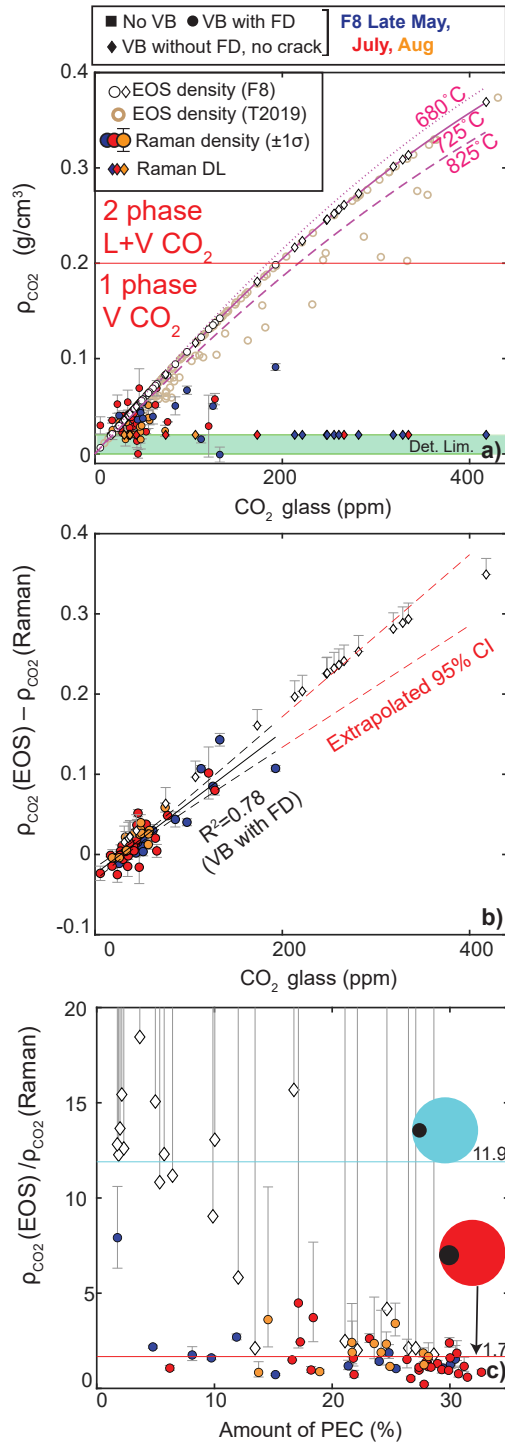 No VB VB with FD
VB without FD, no crack
F8 Late May,
July, Aug
0.4
EOS density (F8)
EOS density (T2019)
Raman density (±1σ)
Raman DL
680°C
725°C
825°C
0.3
2 phase
L+V CO2
0.2
1 phase
V CO2
0.1
Det. Lim.
0
a)
0 200 400
CO2 glass (ppm)
ρCO2 (g/cm³)
0.4
0.3
0.2
0.1
0
-0.1
Extrapolated 95% CI
R²=0.78
(VB with FD)
b)
0 200 400
CO2 glass (ppm)
ρCO2 (EOS) – ρCO2 (Raman)
20
15
11.9
10
5
1.7
c)
0
0 10 20 30
Amount of PEC (%)
ρCO2 (EOS) /ρCO2 (Raman)